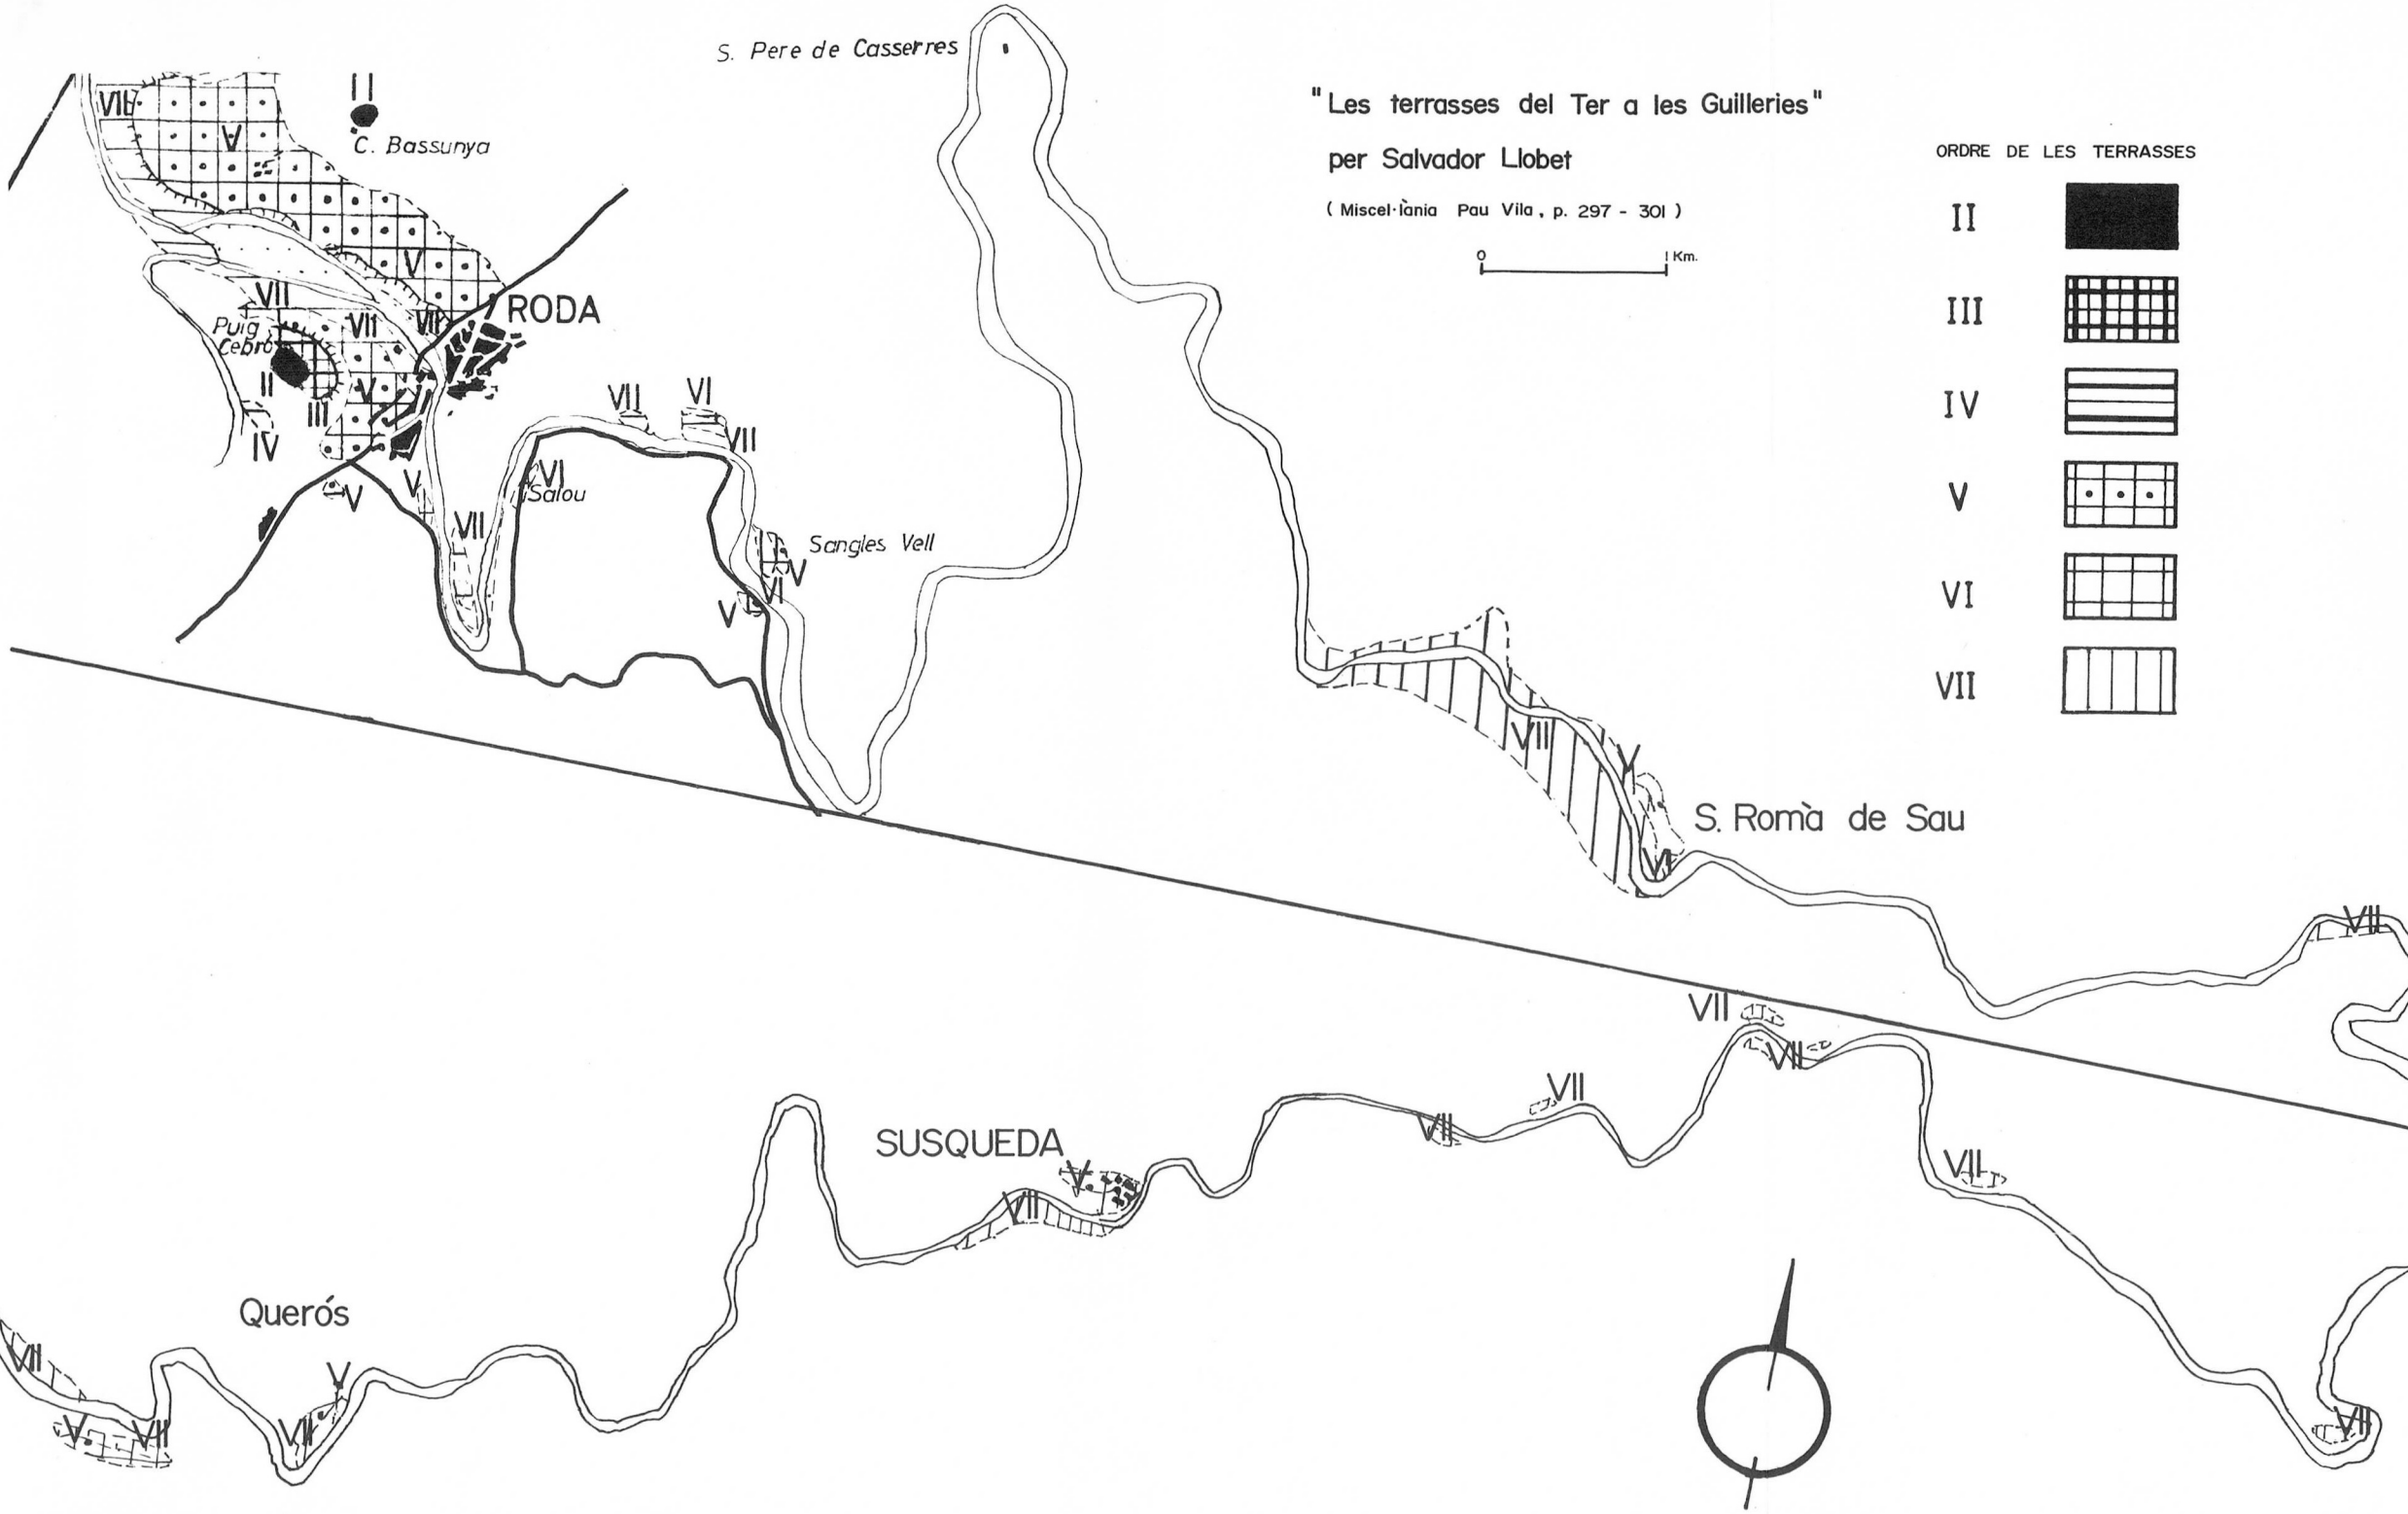 S. Pere de Casserres
"Les terrasses del Ter a les Guilleries"
per Salvador Llobet
( Miscel·lània Pau Vila, p. 297 - 301 )
0 1 Km.
ORDRE DE LES TERRASSES
II
III
IV
V
VI
VII
VII
V
II
C. Bassunya
V
RODA
VII
VII
VII
Puig
Cebró
II
III
V
IV
V
V
VII
VI
Salou
VII
VI
VII
Sangles Vell
V
VI
V
VII
V
S. Romà de Sau
VI
VII
VII
VII
VII
VII
VII
VII
SUSQUEDA
V
VII
Querós
V
VII
VII
V
VII